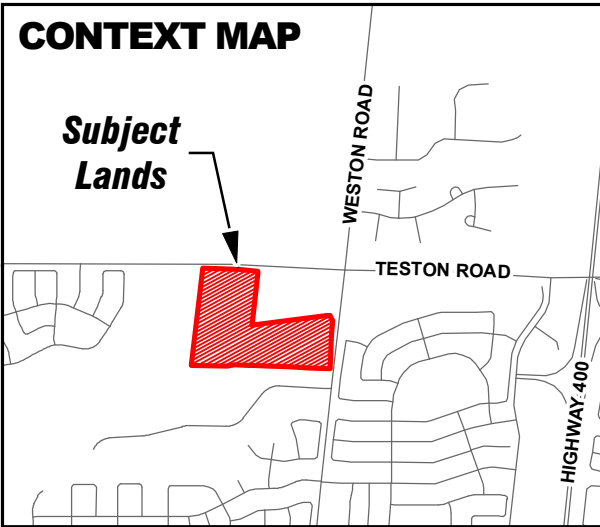 CONTEXT MAP
Subject
Lands
WESTON ROAD
TESTON ROAD
HIGHWAY 400